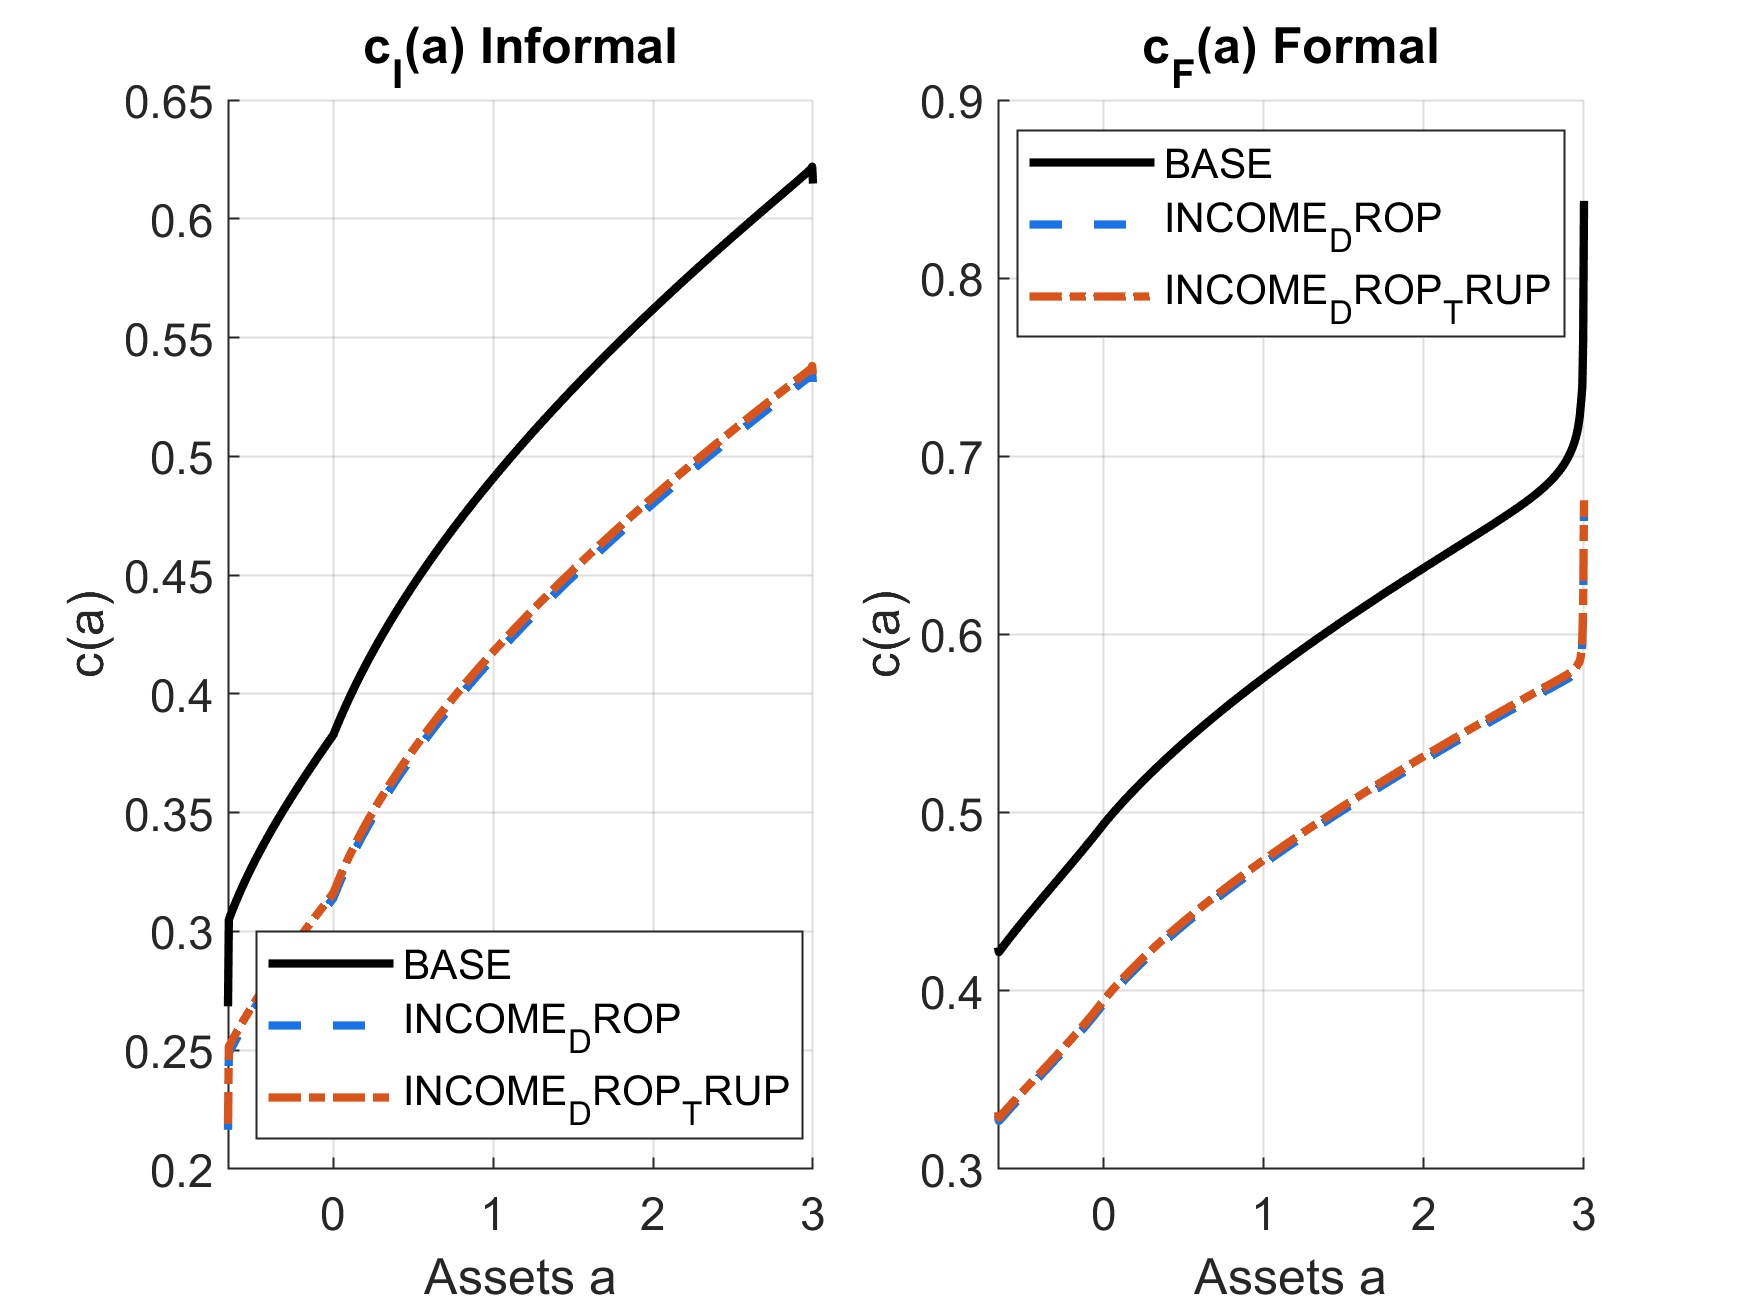 c_I(a) Informal
0.65
0.6
0.55
0.5
0.45
0.4
0.35
0.3
0.25
0.2
c(a)
BASE
INCOME_DROP
INCOME_DROP_TRUP
0
1
2
3
Assets a
c_F(a) Formal
0.9
0.8
0.7
0.6
0.5
0.4
0.3
c(a)
BASE
INCOME_DROP
INCOME_DROP_TRUP
0
1
2
3
Assets a